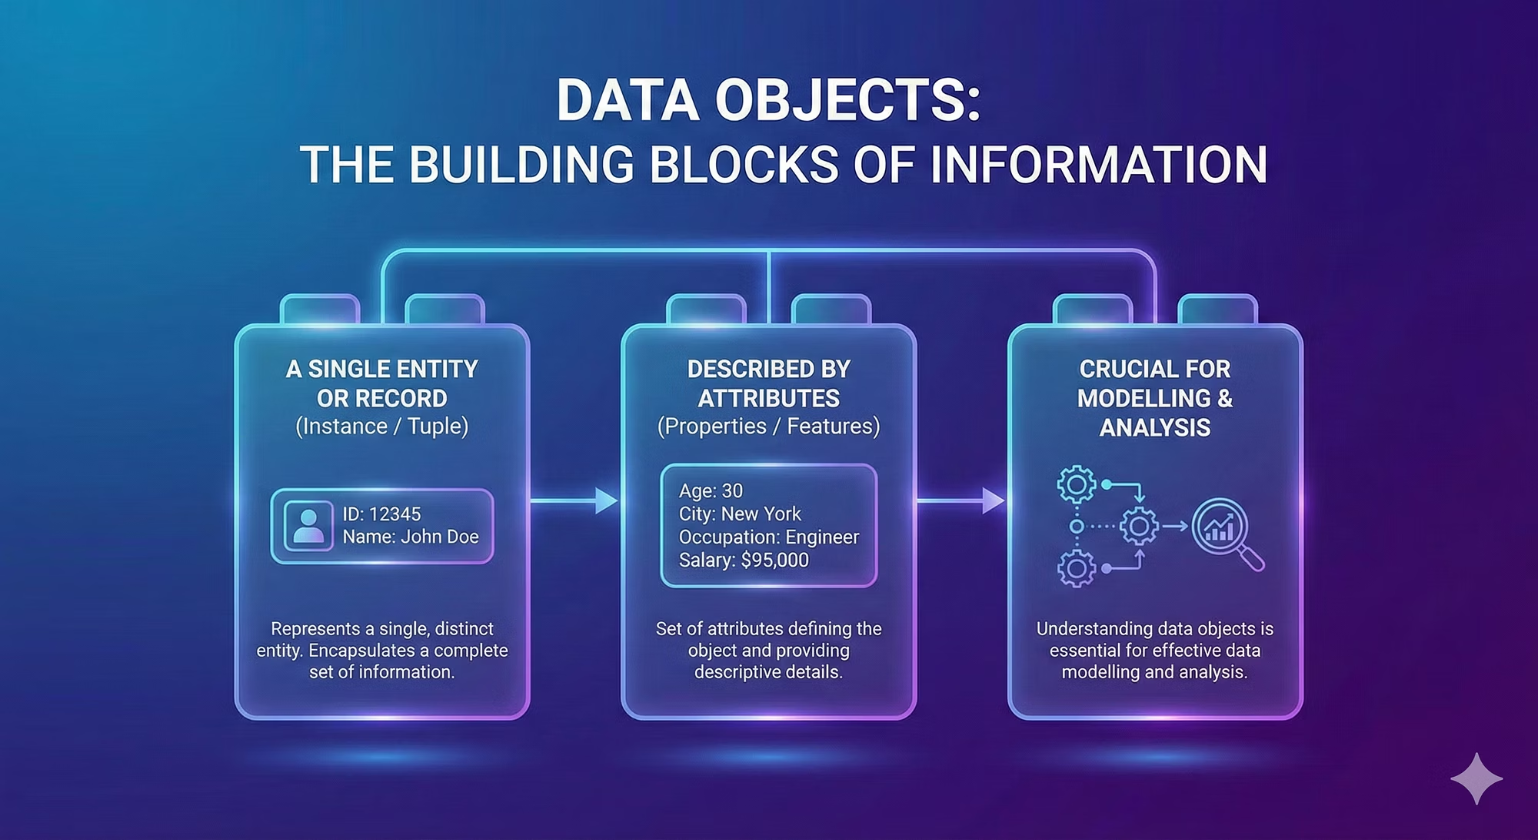 DATA OBJECTS:
THE BUILDING BLOCKS OF INFORMATION
A SINGLE ENTITY
OR RECORD
(Instance / Tuple)
ID: 12345
Name: John Doe
Represents a single, distinct
entity. Encapsulates a complete
set of information.
DESCRIBED BY
ATTRIBUTES
(Properties / Features)
Age: 30
City: New York
Occupation: Engineer
Salary: $95,000
Set of attributes defining the
object and providing
descriptive details.
CRUCIAL FOR
MODELLING &
ANALYSIS
Understanding data objects is
essential for effective data
modelling and analysis.